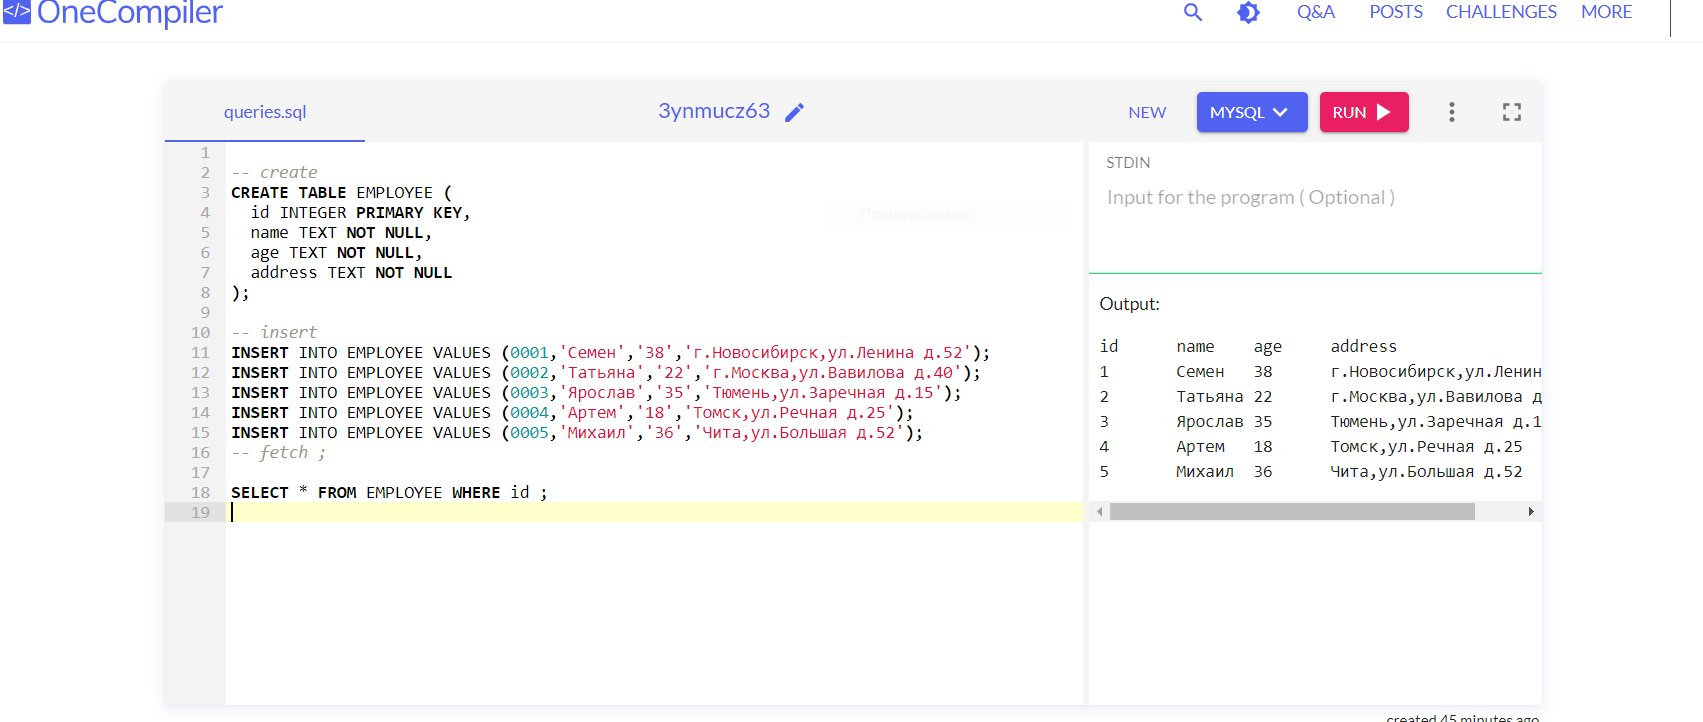 </> OneCompiler
Q&A POSTS CHALLENGES MORE
queries.sql
3ynmucz63
NEW MYSQL RUN
1
2 -- create
3 CREATE TABLE EMPLOYEE (
4   id INTEGER PRIMARY KEY,
5   name TEXT NOT NULL,
6   age TEXT NOT NULL,
7   address TEXT NOT NULL
8 );
9
10 -- insert
11 INSERT INTO EMPLOYEE VALUES (0001,'Семен','38','г.Новосибирск,ул.Ленина д.52');
12 INSERT INTO EMPLOYEE VALUES (0002,'Татьяна','22','г.Москва,ул.Вавилова д.40');
13 INSERT INTO EMPLOYEE VALUES (0003,'Ярослав','35','Тюмень,ул.Заречная д.15');
14 INSERT INTO EMPLOYEE VALUES (0004,'Артем','18','Томск,ул.Речная д.25');
15 INSERT INTO EMPLOYEE VALUES (0005,'Михаил','36','Чита,ул.Большая д.52');
16 -- fetch ;
17
18 SELECT * FROM EMPLOYEE WHERE id ;
19
Прямоугольник
STDIN
Input for the program ( Optional )
Output:
id name age address
1 Семен 38 г.Новосибирск,ул.Ленин
2 Татьяна 22 г.Москва,ул.Вавилова д
3 Ярослав 35 Тюмень,ул.Заречная д.1
4 Артем 18 Томск,ул.Речная д.25
5 Михаил 36 Чита,ул.Большая д.52
created 45 minutes ago